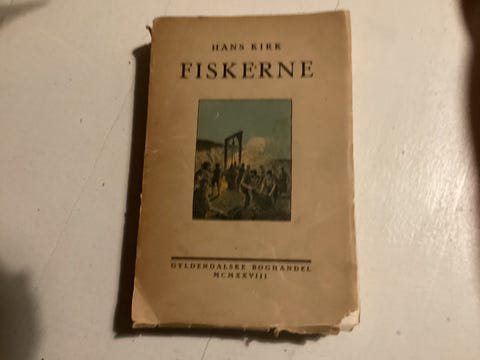 HANS KIRK
FISKERNE
GYLDENDALSKE BOGHANDEL
MCMXXVIII